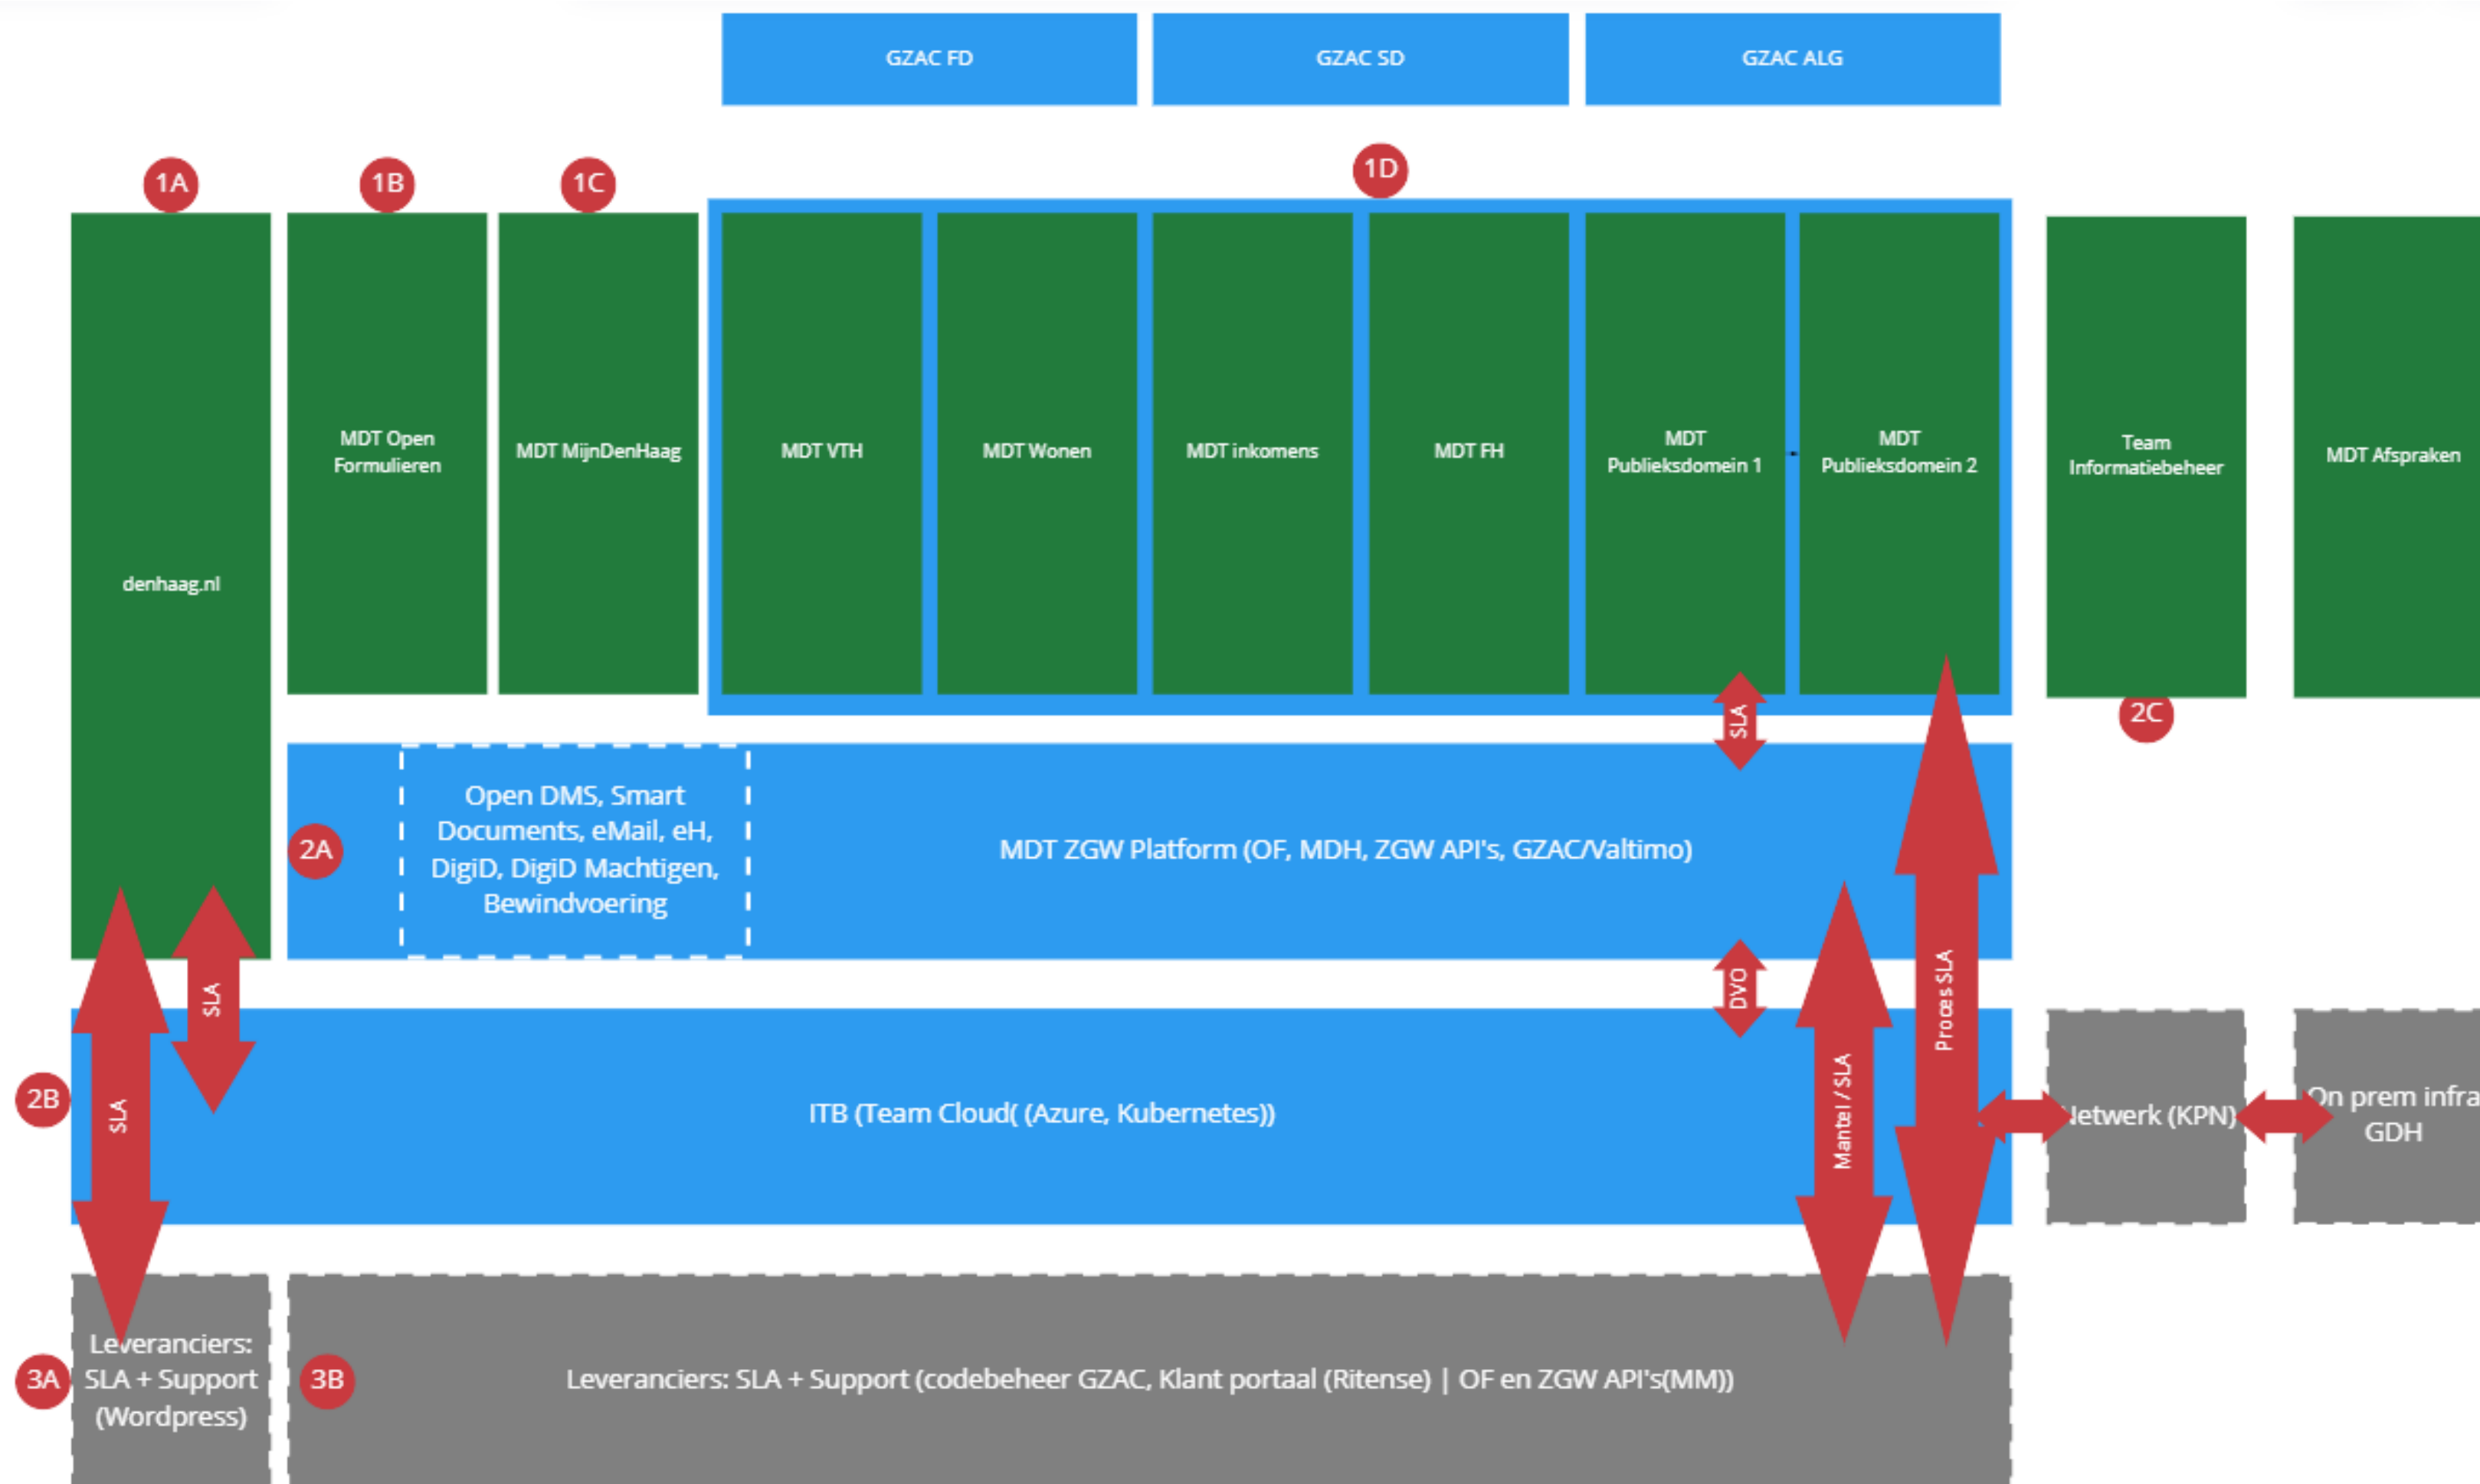 GZAC FD
GZAC SD
GZAC ALG
1A
1B
1C
1D
denhaag.nl
MDT Open
Formulieren
MDT MijnDenHaag
MDT VTH
MDT Wonen
MDT inkomens
MDT FH
MDT
Publieksdomein 1
MDT
Publieksdomein 2
Team
Informatiebeheer
MDT Afspraken
2C
SLA
2A
Open DMS, Smart
Documents, eMail, eH,
DigiD, DigiD Machtigen,
Bewindvoering
MDT ZGW Platform (OF, MDH, ZGW API's, GZAC/Valtimo)
SLA
SLA
DVO
Mantel / SLA
Proces SLA
2B
ITB (Team Cloud( (Azure, Kubernetes))
Netwerk (KPN)
On prem infra
GDH
3A
Leveranciers:
SLA + Support
(Wordpress)
3B
Leveranciers: SLA + Support (codebeheer GZAC, Klant portaal (Ritense) | OF en ZGW API's(MM))